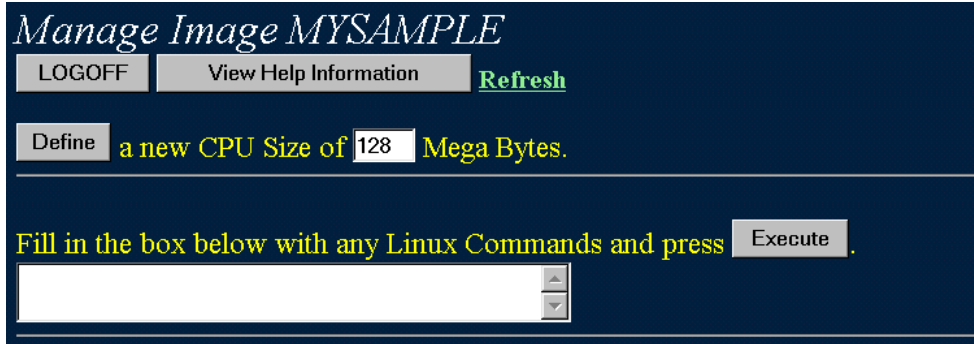 Manage Image MYSAMPLE
LOGOFF View Help Information Refresh
Define a new CPU Size of 128 Mega Bytes.
Fill in the box below with any Linux Commands and press Execute .